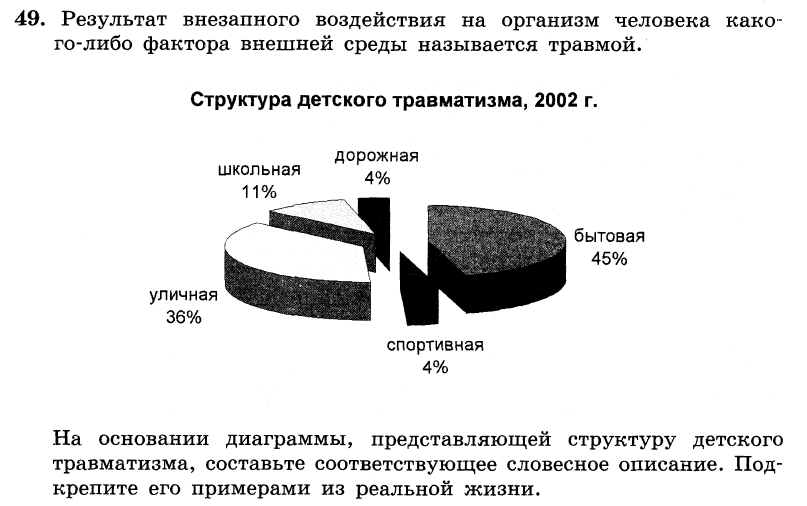 49. Результат внезапного воздействия на организм человека како-
го-либо фактора внешней среды называется травмой.
Структура детского травматизма, 2002 г.
дорожная
4%
школьная
11%
бытовая
45%
уличная
36%
спортивная
4%
На основании диаграммы, представляющей структуру детского
травматизма, составьте соответствующее словесное описание. Под-
крепите его примерами из реальной жизни.